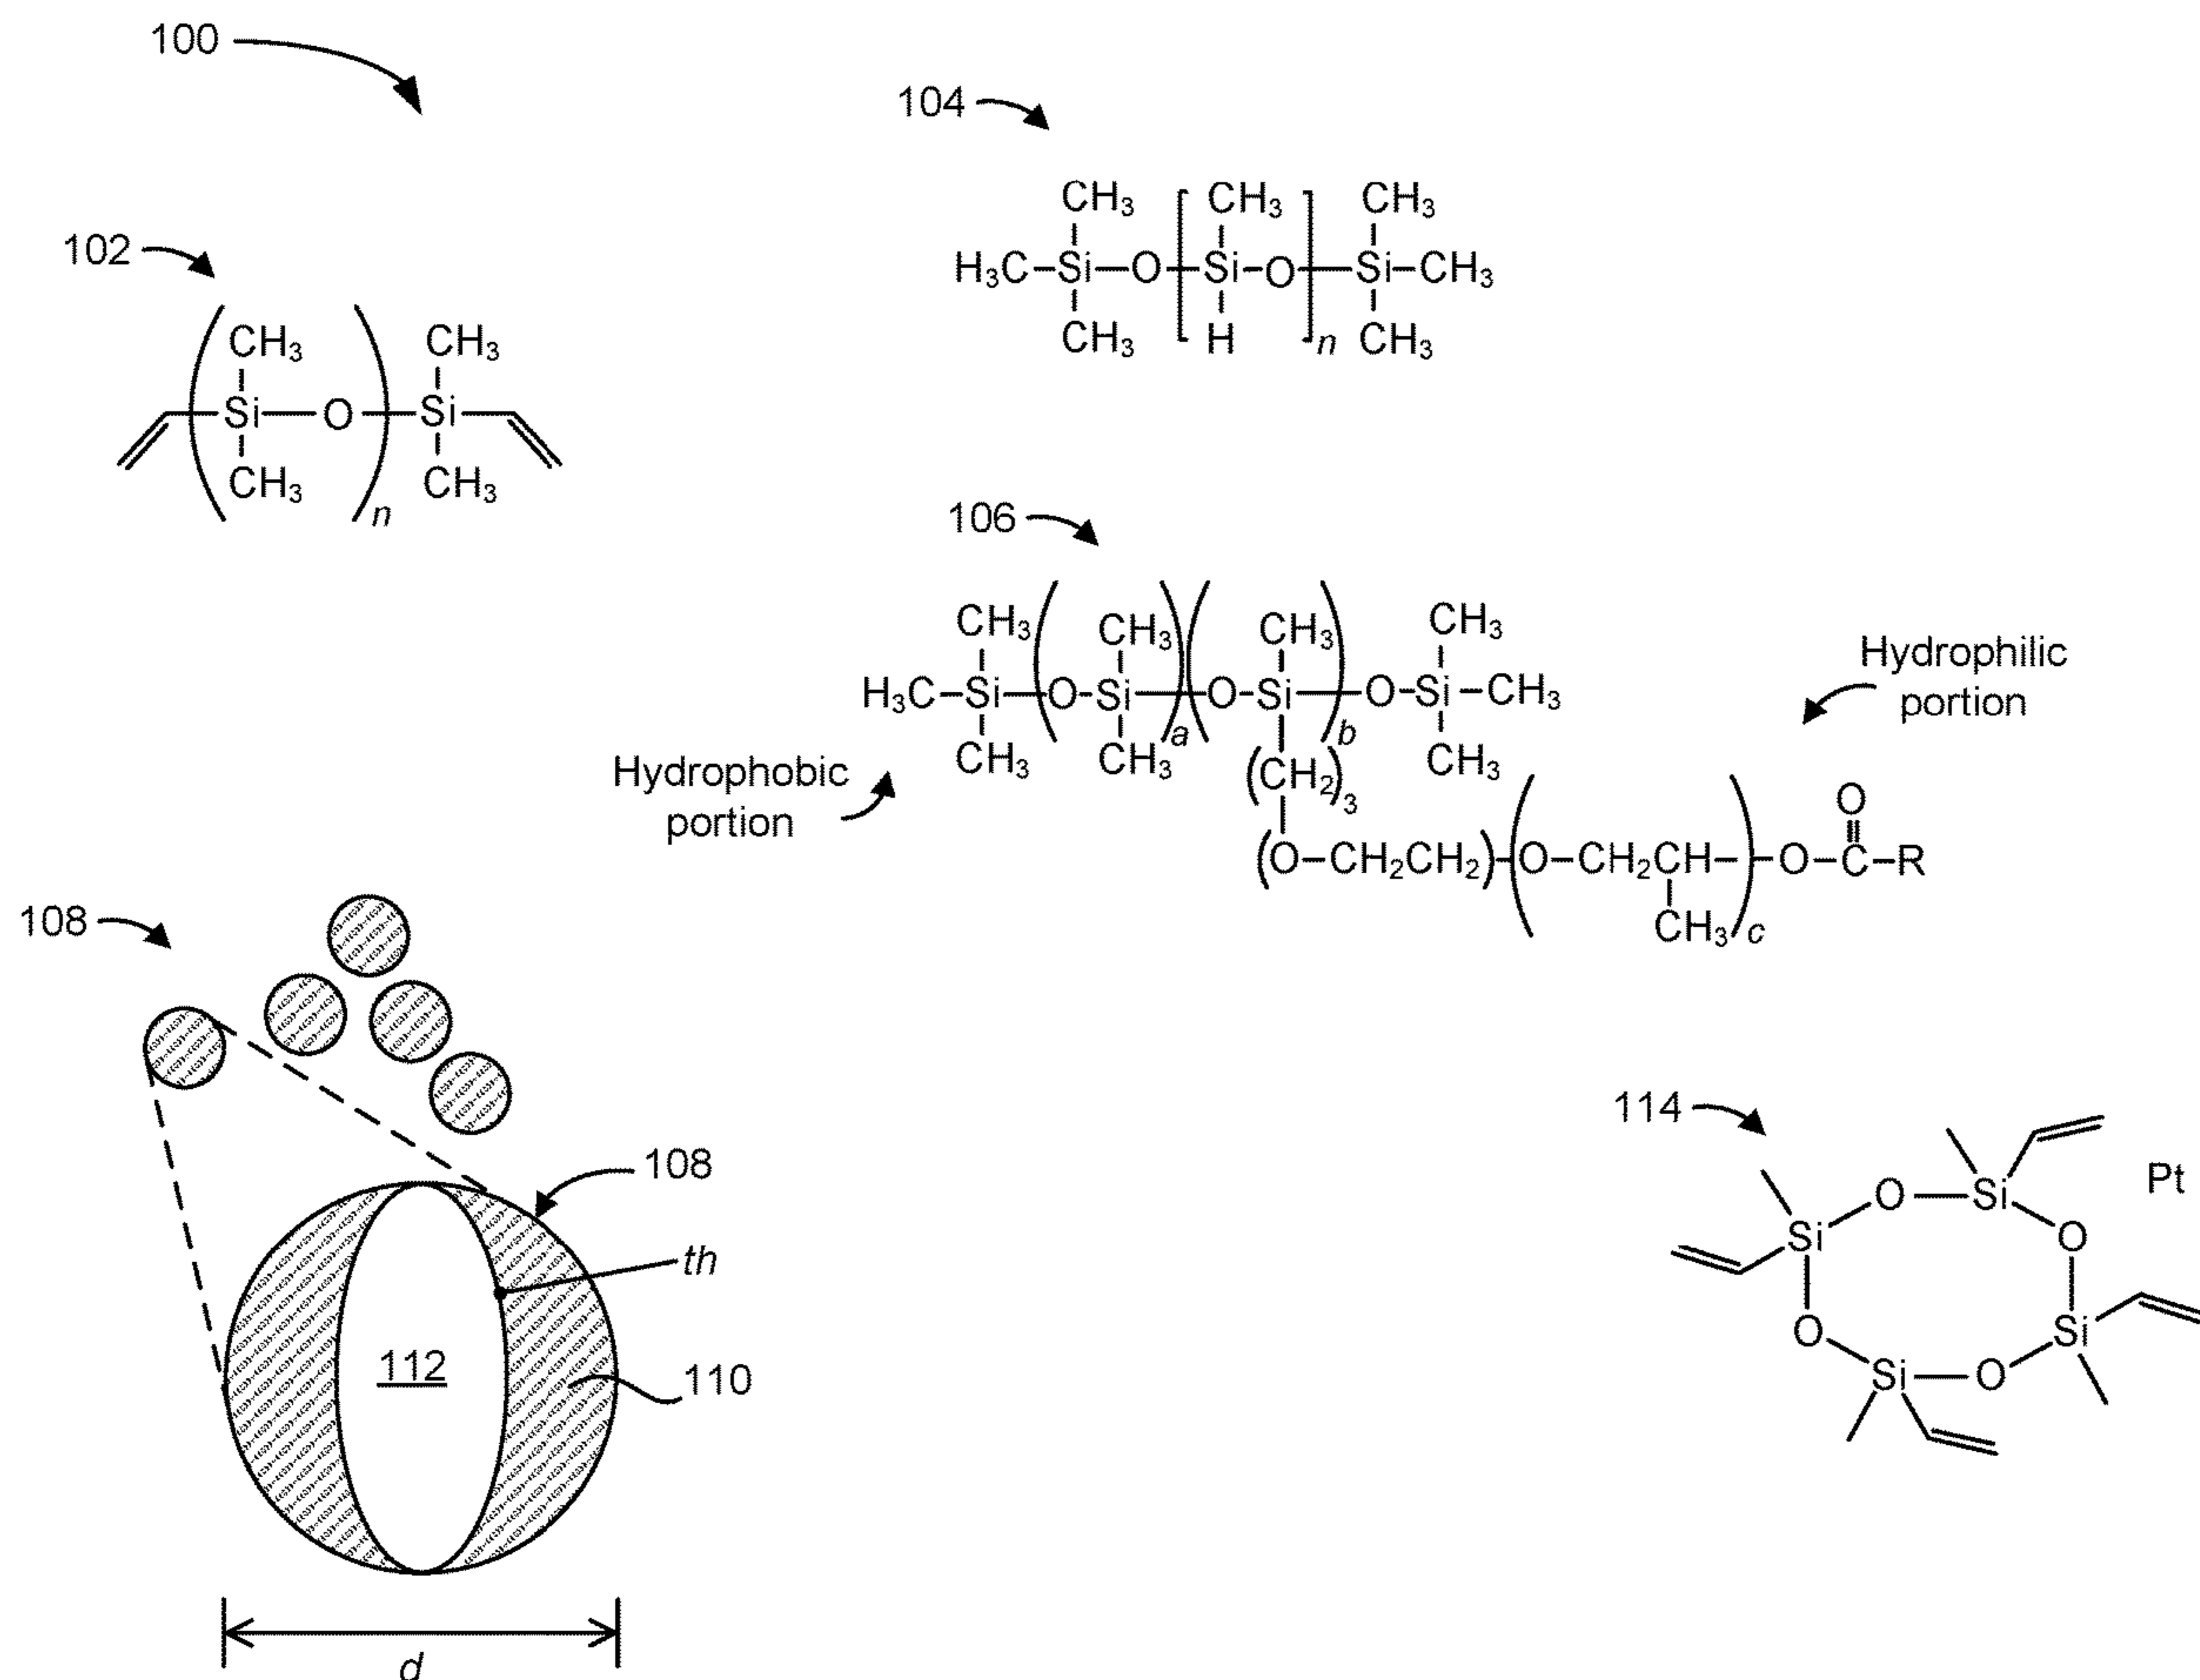 100
104
102
CH₃ CH₃ CH₃
H₃C–Si–O–[Si–O]n–Si–CH₃
CH₃ H CH₃
CH₃ CH₃
(Si–O)n–Si
CH₃ CH₃
106
CH₃ CH₃ CH₃ CH₃
H₃C–Si–(O–Si)a–(O–Si)b–O–Si–CH₃
CH₃ CH₃ CH₃
(CH₂)₃
Hydrophobic
portion
Hydrophilic
portion
O
(O–CH₂CH₂)–(O–CH₂CH–)c–O–C–R
CH₃
108
108
th
112
110
d
114
Pt
Si O Si
O O
Si O Si